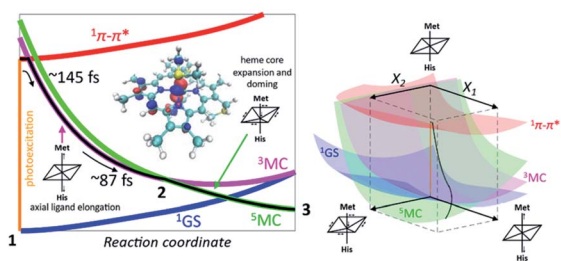 ¹π-π*
~145 fs
heme core
expansion and
doming
Met
His
photoexcitation
Met
His
axial ligand elongation
~87 fs
2
³MC
¹GS
⁵MC
1
Reaction coordinate
3
Met
His
X₂
X₁
¹π-π*
¹GS
³MC
⁵MC
Met
His
Met
His